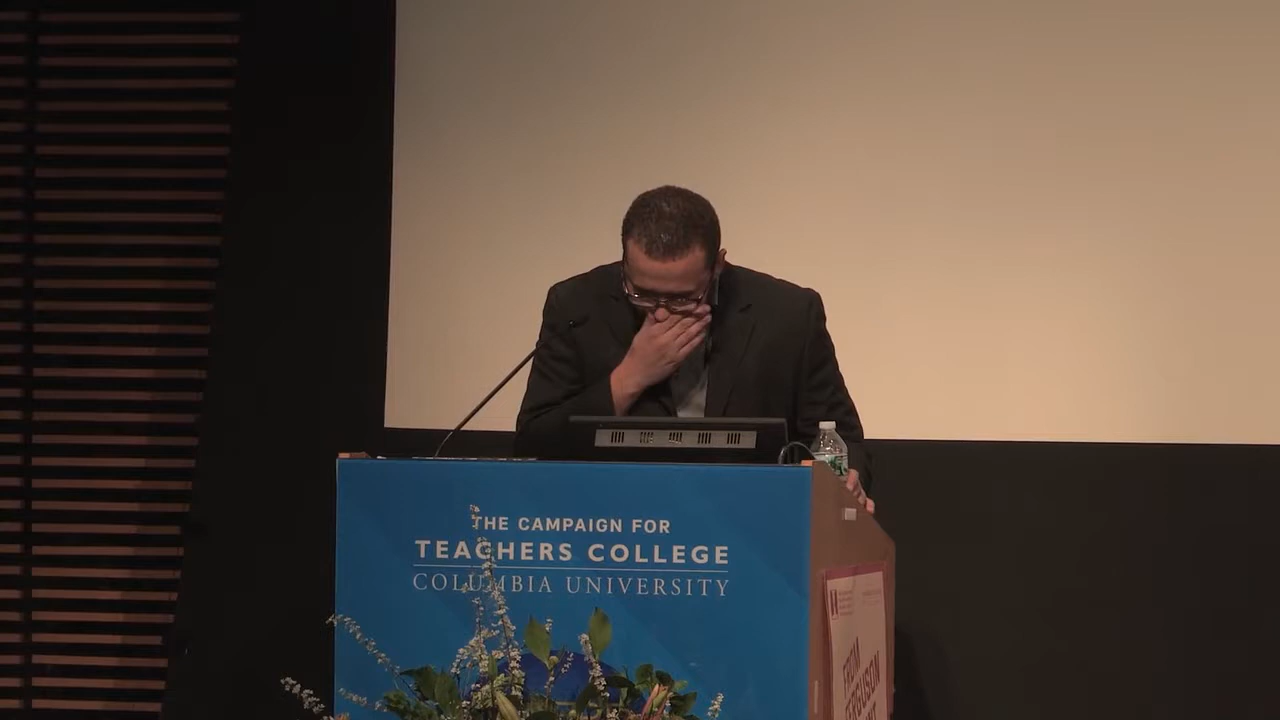 THE CAMPAIGN FOR
TEACHERS COLLEGE
COLUMBIA UNIVERSITY
FROM
FERGUSON